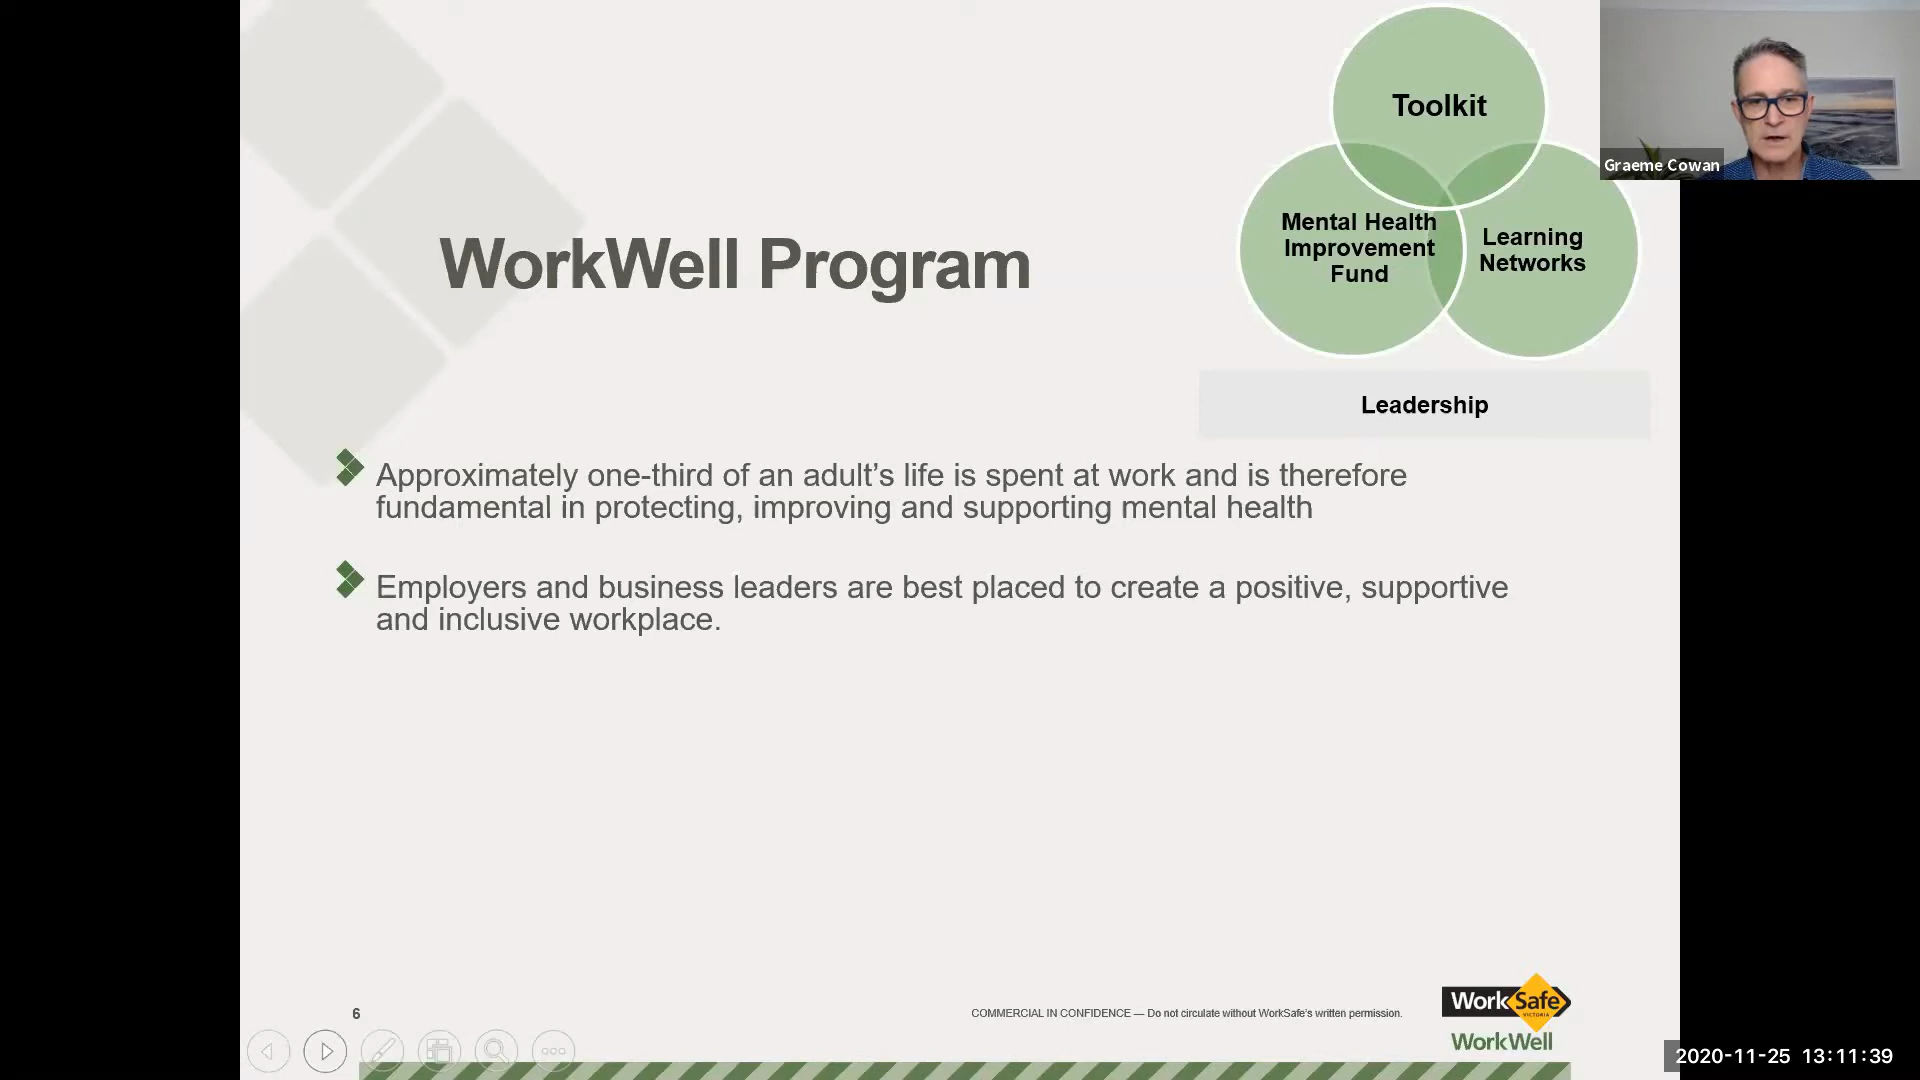 Toolkit
Graeme Cowan
Mental Health
Improvement
Fund
Learning
Networks
WorkWell Program
Leadership
Approximately one-third of an adult’s life is spent at work and is therefore
fundamental in protecting, improving and supporting mental health
Employers and business leaders are best placed to create a positive, supportive
and inclusive workplace.
6
COMMERCIAL IN CONFIDENCE — Do not circulate without WorkSafe’s written permission.
WorkSafe
VICTORIA
WorkWell
2020-11-25 13:11:39